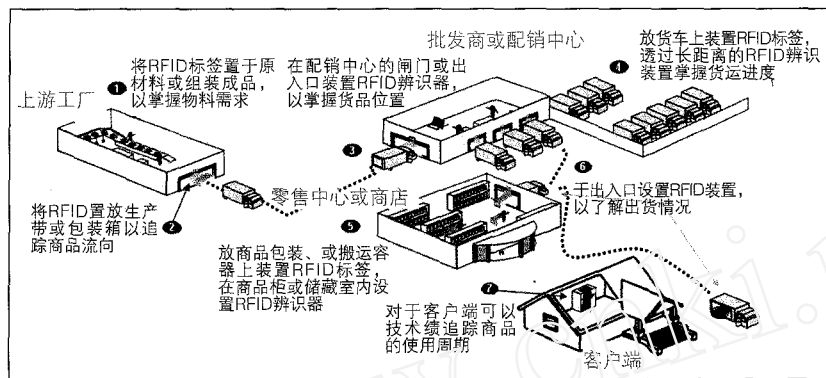 批发商或配销中心
放货车上装置RFID标签,
透过长距离的RFID辨识
装置掌握货运进度
4
将RFID标签置于原
材料或组装成品,
以掌握物料需求
1
在配销中心的闸门或出
入口装置RFID辨识器,
以掌握货品位置
3
上游工厂
将RFID置放生产
带或包装箱以追
踪商品流向
2
零售中心或商店
5
放商品包装、或搬运容
器上装置RFID标签,
在商品柜或储藏室内设
置RFID辨识器
6
于出入口设置RFID装置,
以了解出货情况
7
对于客户端可以
技术绩追踪商品
的使用周期
客户端